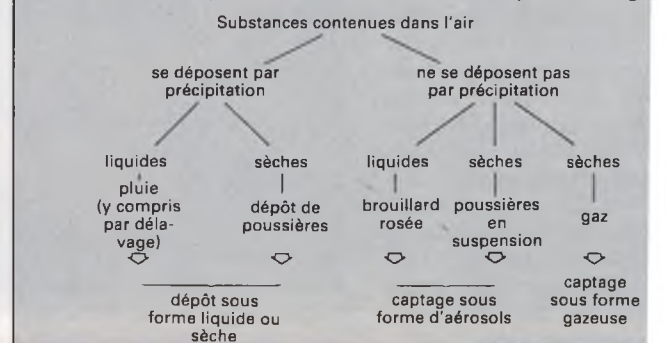 Substances contenues dans l'air
se déposent par
précipitation
ne se déposent pas
par précipitation
liquides
pluie
(y compris
par déla-
vage)
sèches
dépôt de
poussières
liquides
brouillard
rosée
sèches
poussières
en
suspension
sèches
gaz
dépôt sous
forme liquide ou
sèche
captage sous
forme d'aérosols
captage
sous forme
gazeuse